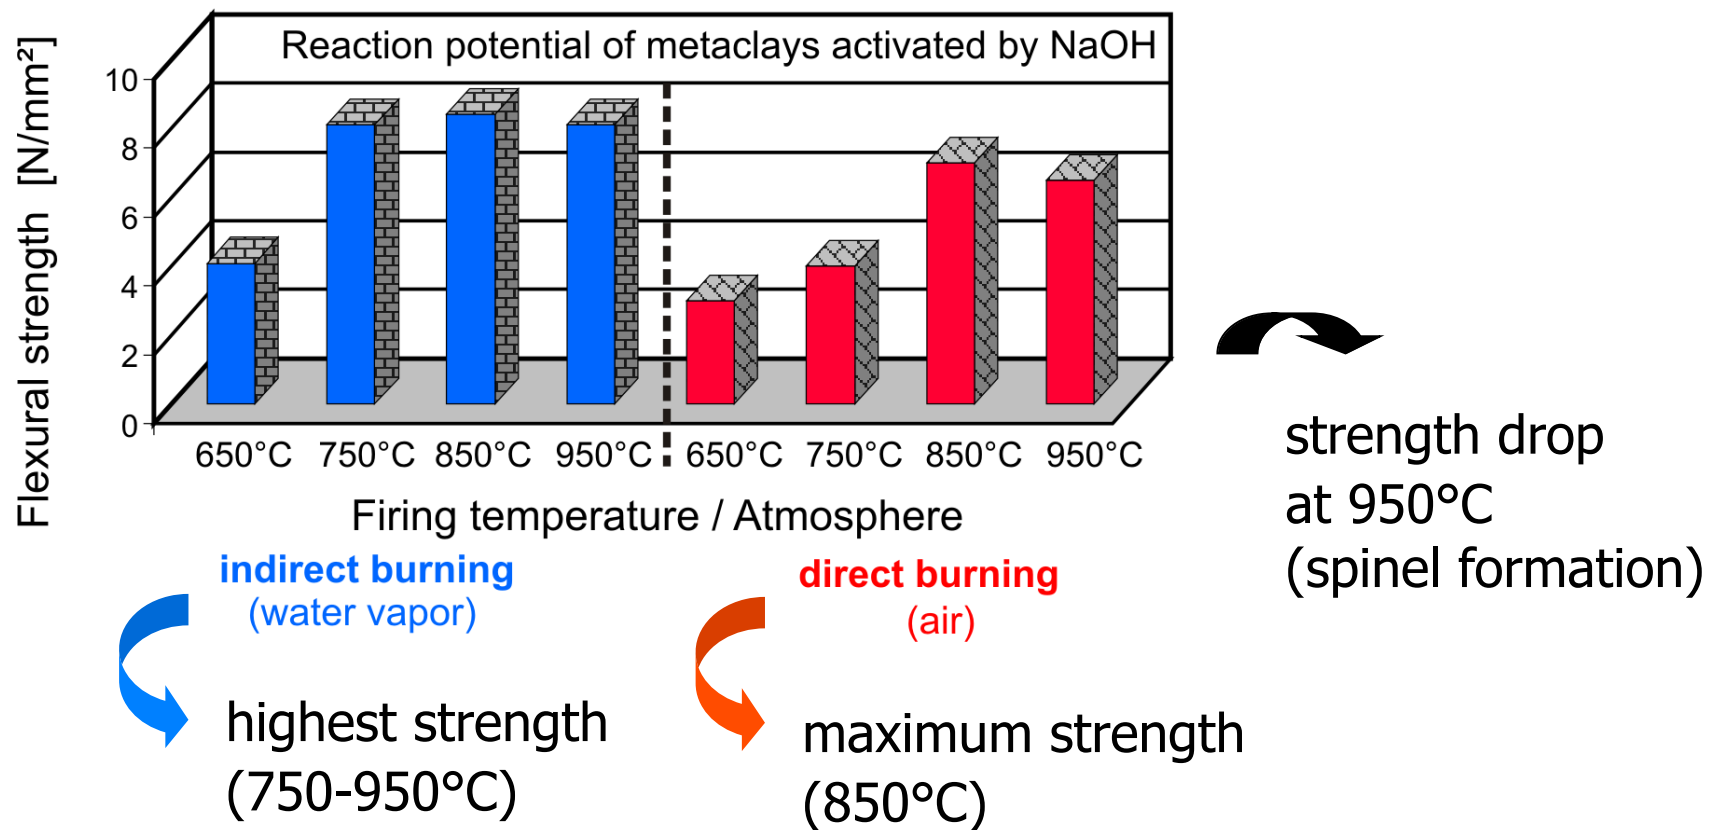 Reaction potential of metaclays activated by NaOH
Flexural strength [N/mm²]
10
8
6
4
2
0
650°C 750°C 850°C 950°C 650°C 750°C 850°C 950°C
Firing temperature / Atmosphere
indirect burning
(water vapor)
direct burning
(air)
highest strength
(750-950°C)
maximum strength
(850°C)
strength drop
at 950°C
(spinel formation)